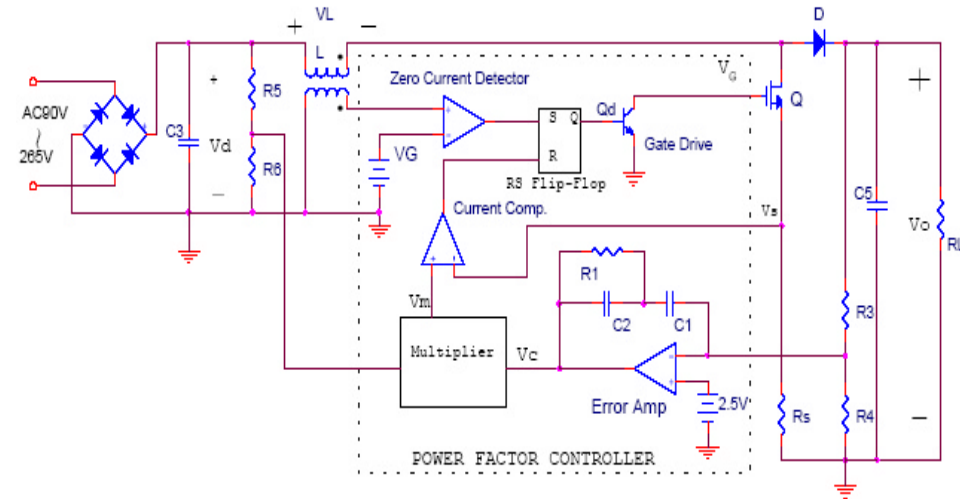 + VL −
D
L
VG
R5
Zero Current Detector
AC90V
~
265V
+
C3
Vd
−
R6
S Q
R
Qd
Q
+
VG
Gate Drive
RS Flip-Flop
Current Comp.
Vs
C5
Vo
RL
R1
Vm
C2
C1
R3
Multiplier
Vc
Error Amp
2.5V
Rs
R4
−
POWER FACTOR CONTROLLER